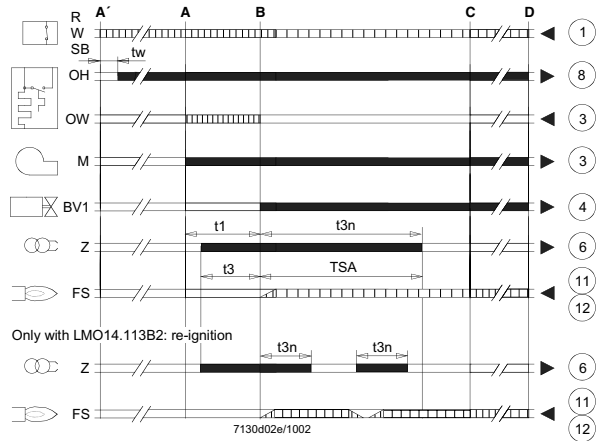 R A´ A B C D
W 1
SB tw
OH 8
OW 3
M 3
BV1 4
t1 t3n
Z 6
t3 TSA
FS 11
12
Only with LMO14.113B2: re-ignition
t3n t3n
Z 6
FS 11
7130d02e/1002 12